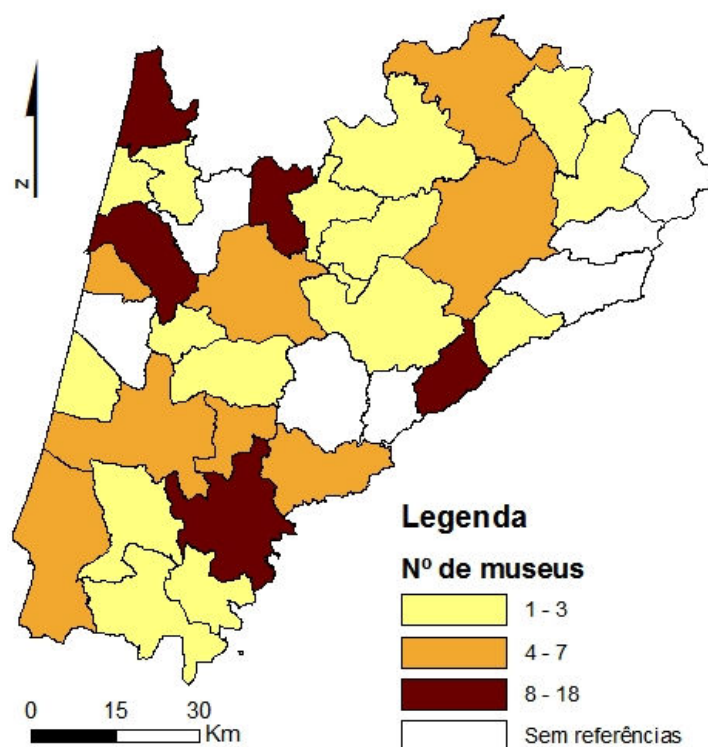 N
Legenda
Nº de museus
1 - 3
4 - 7
8 - 18
Sem referências
0 15 30
Km